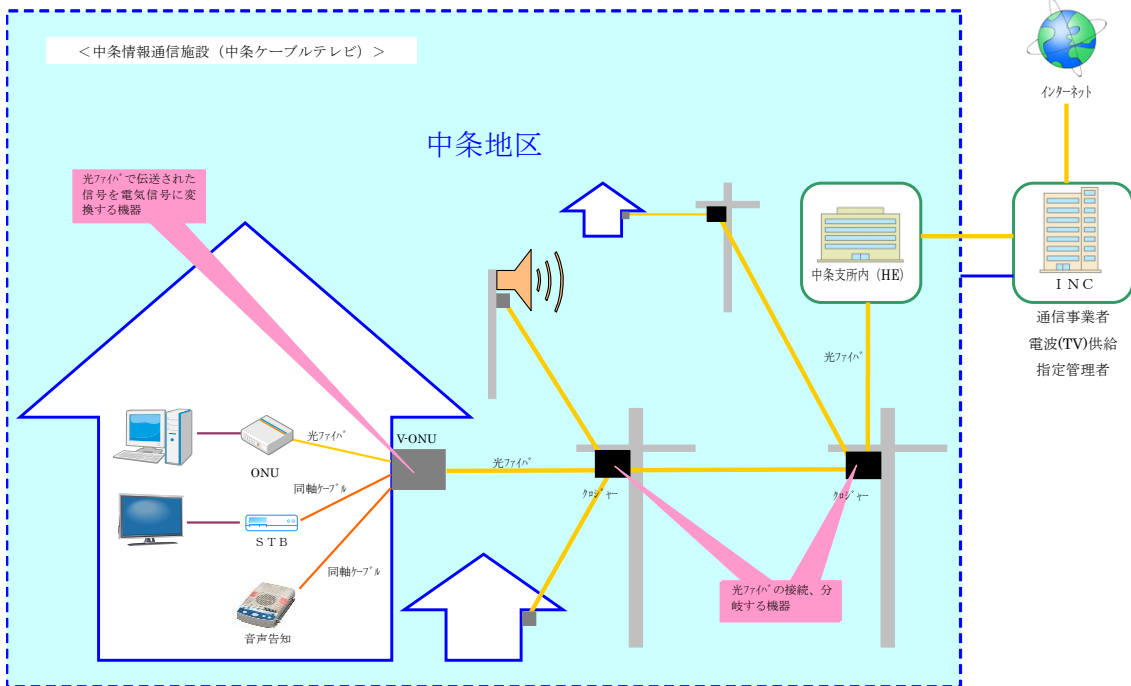 ＜中条情報通信施設（中条ケーブルテレビ）＞
インターネット
中条地区
光ﾌｧｲﾊﾞで伝送された
信号を電気信号に変
換する機器
中条支所内（HE）
ＩＮＣ
通信事業者
電波(TV)供給
指定管理者
光ﾌｧｲﾊﾞ
V-ONU
光ﾌｧｲﾊﾞ
ONU
光ﾌｧｲﾊﾞ
同軸ｹｰﾌﾞﾙ
ｸﾛｼﾞｬｰ
ｸﾛｼﾞｬｰ
ＳＴＢ
同軸ｹｰﾌﾞﾙ
光ﾌｧｲﾊﾞの接続、分
岐する機器
音声告知